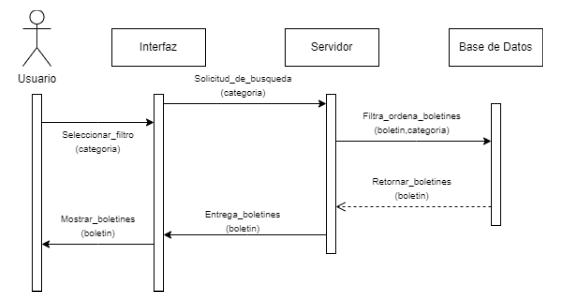 Interfaz
Servidor
Base de Datos
Usuario
Solicitud_de_busqueda
(categoria)
Seleccionar_filtro
(categoria)
Filtra_ordena_boletines
(boletin,categoria)
Retornar_boletines
(boletin)
Entrega_boletines
(boletin)
Mostrar_boletines
(boletin)